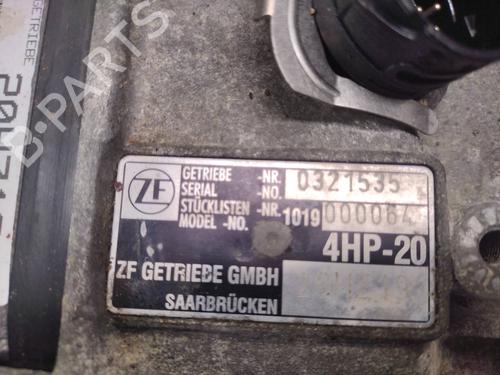 GETRIEBE
B-PARTS
ZF
GETRIEBE -NR. 0321535
SERIAL NO.
STÜCKLISTEN -NR. 1019 000064
MODEL -NO.
4HP-20
ZF GETRIEBE GMBH
SAARBRÜCKEN